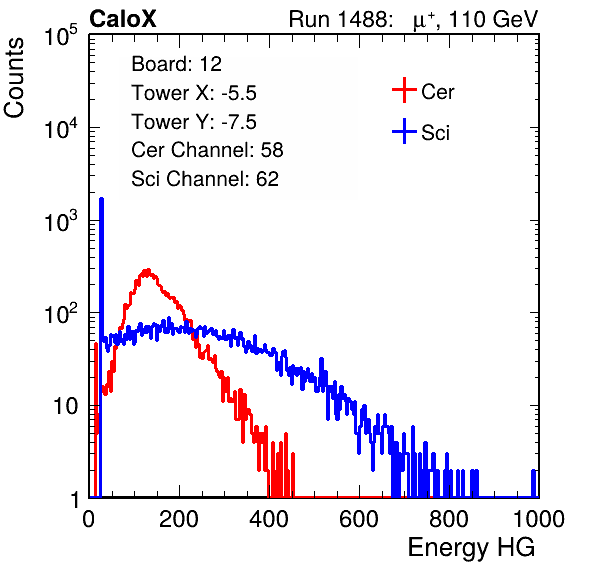 CaloX Run 1488: μ⁺, 110 GeV
Counts
10⁵
10⁴
10³
10²
10
1
Board: 12
Tower X: -5.5
Tower Y: -7.5
Cer Channel: 58
Sci Channel: 62
Cer
Sci
0 200 400 600 800 1000
Energy HG